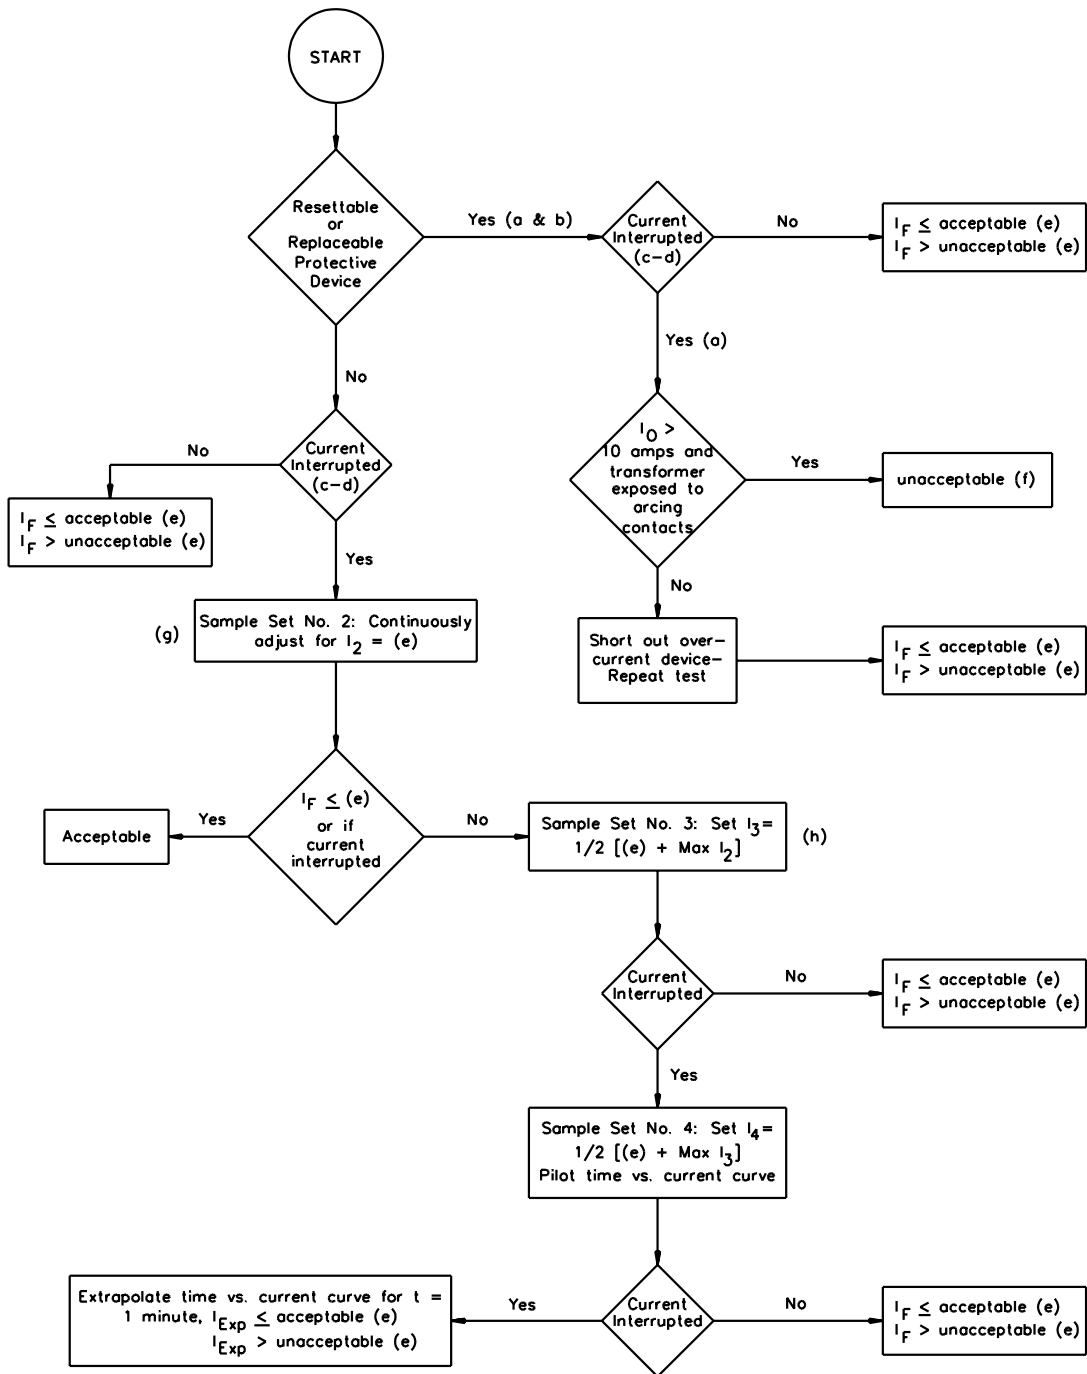 START
Resettable
or
Replaceable
Protective
Device
Yes (a & b)
Current
Interrupted
(c-d)
No
I_F ≤ acceptable (e)
I_F > unacceptable (e)
Yes (a)
No
I_O >
10 amps and
transformer
exposed to
arcing
contacts
Yes
unacceptable (f)
No
Current
Interrupted
(c-d)
I_F ≤ acceptable (e)
I_F > unacceptable (e)
Yes
No
(g)
Sample Set No. 2: Continuously
adjust for I_2 = (e)
Short out over-
current device-
Repeat test
I_F ≤ acceptable (e)
I_F > unacceptable (e)
I_F ≤ (e)
or if
current
interrupted
Yes
Acceptable
No
Sample Set No. 3: Set I_3=
1/2 [(e) + Max I_2]
(h)
Current
Interrupted
No
I_F ≤ acceptable (e)
I_F > unacceptable (e)
Yes
Sample Set No. 4: Set I_4=
1/2 [(e) + Max I_3]
Pilot time vs. current curve
Current
Interrupted
Yes
Extrapolate time vs. current curve for t =
1 minute, I_Exp ≤ acceptable (e)
I_Exp > unacceptable (e)
No
I_F ≤ acceptable (e)
I_F > unacceptable (e)